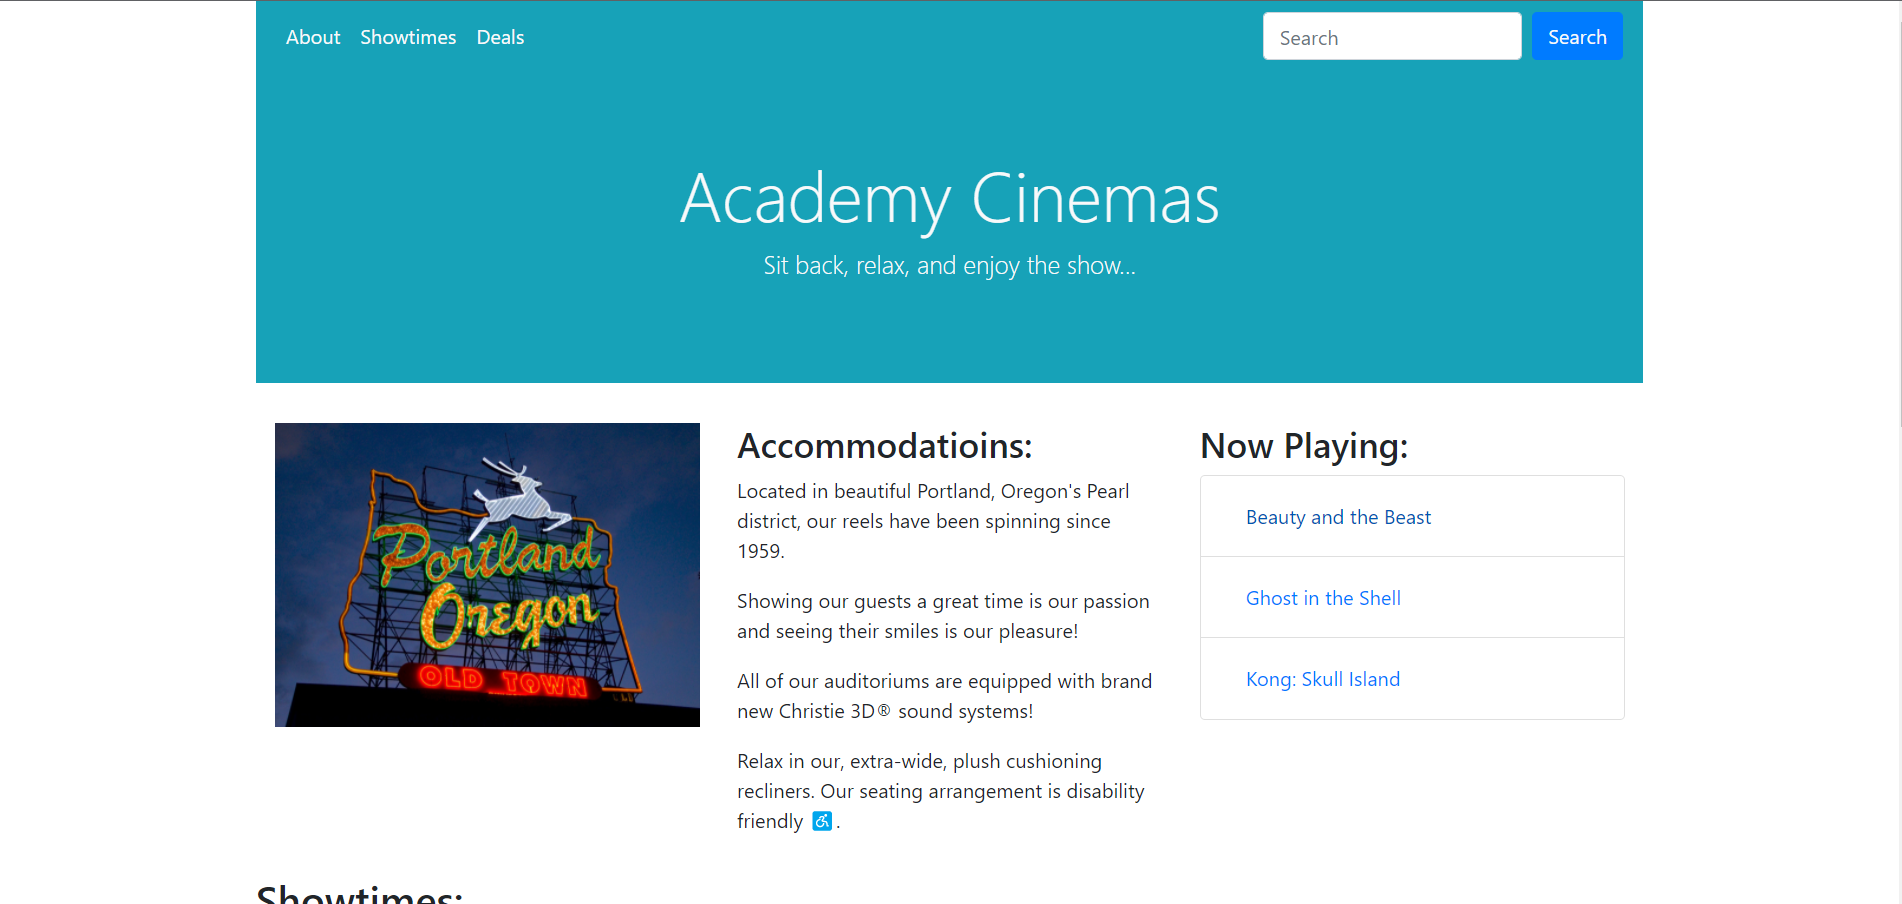 About Showtimes Deals
Search Search
Academy Cinemas
Sit back, relax, and enjoy the show...
Portland
Oregon
OLD TOWN
Accommodatioins:
Located in beautiful Portland, Oregon's Pearl
district, our reels have been spinning since
1959.
Showing our guests a great time is our passion
and seeing their smiles is our pleasure!
All of our auditoriums are equipped with brand
new Christie 3D® sound systems!
Relax in our, extra-wide, plush cushioning
recliners. Our seating arrangement is disability
friendly ♿ .
Now Playing:
Beauty and the Beast
Ghost in the Shell
Kong: Skull Island
Showtimes: